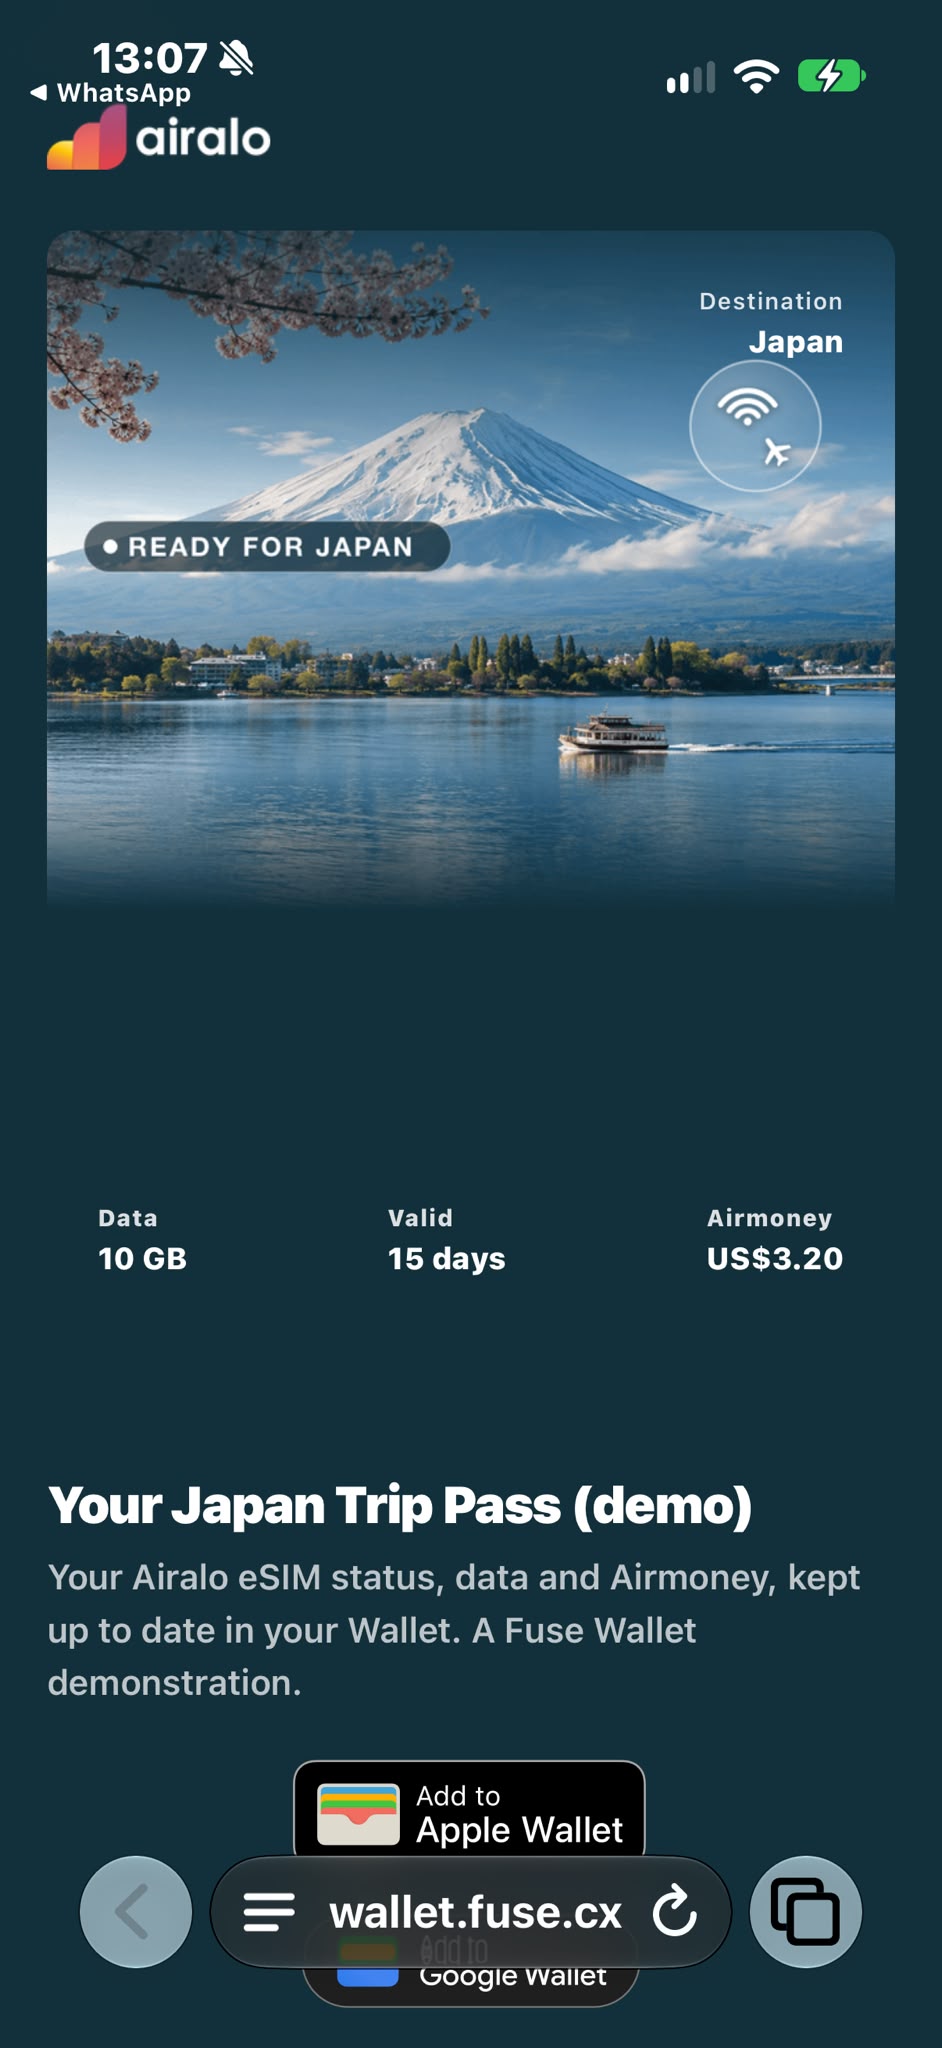 13:07
WhatsApp
airalo
Destination
Japan
READY FOR JAPAN
Data
10 GB
Valid
15 days
Airmoney
US$3.20
Your Japan Trip Pass (demo)
Your Airalo eSIM status, data and Airmoney, kept
up to date in your Wallet. A Fuse Wallet
demonstration.
Add to
Apple Wallet
wallet.fuse.cx
Add to
Google Wallet